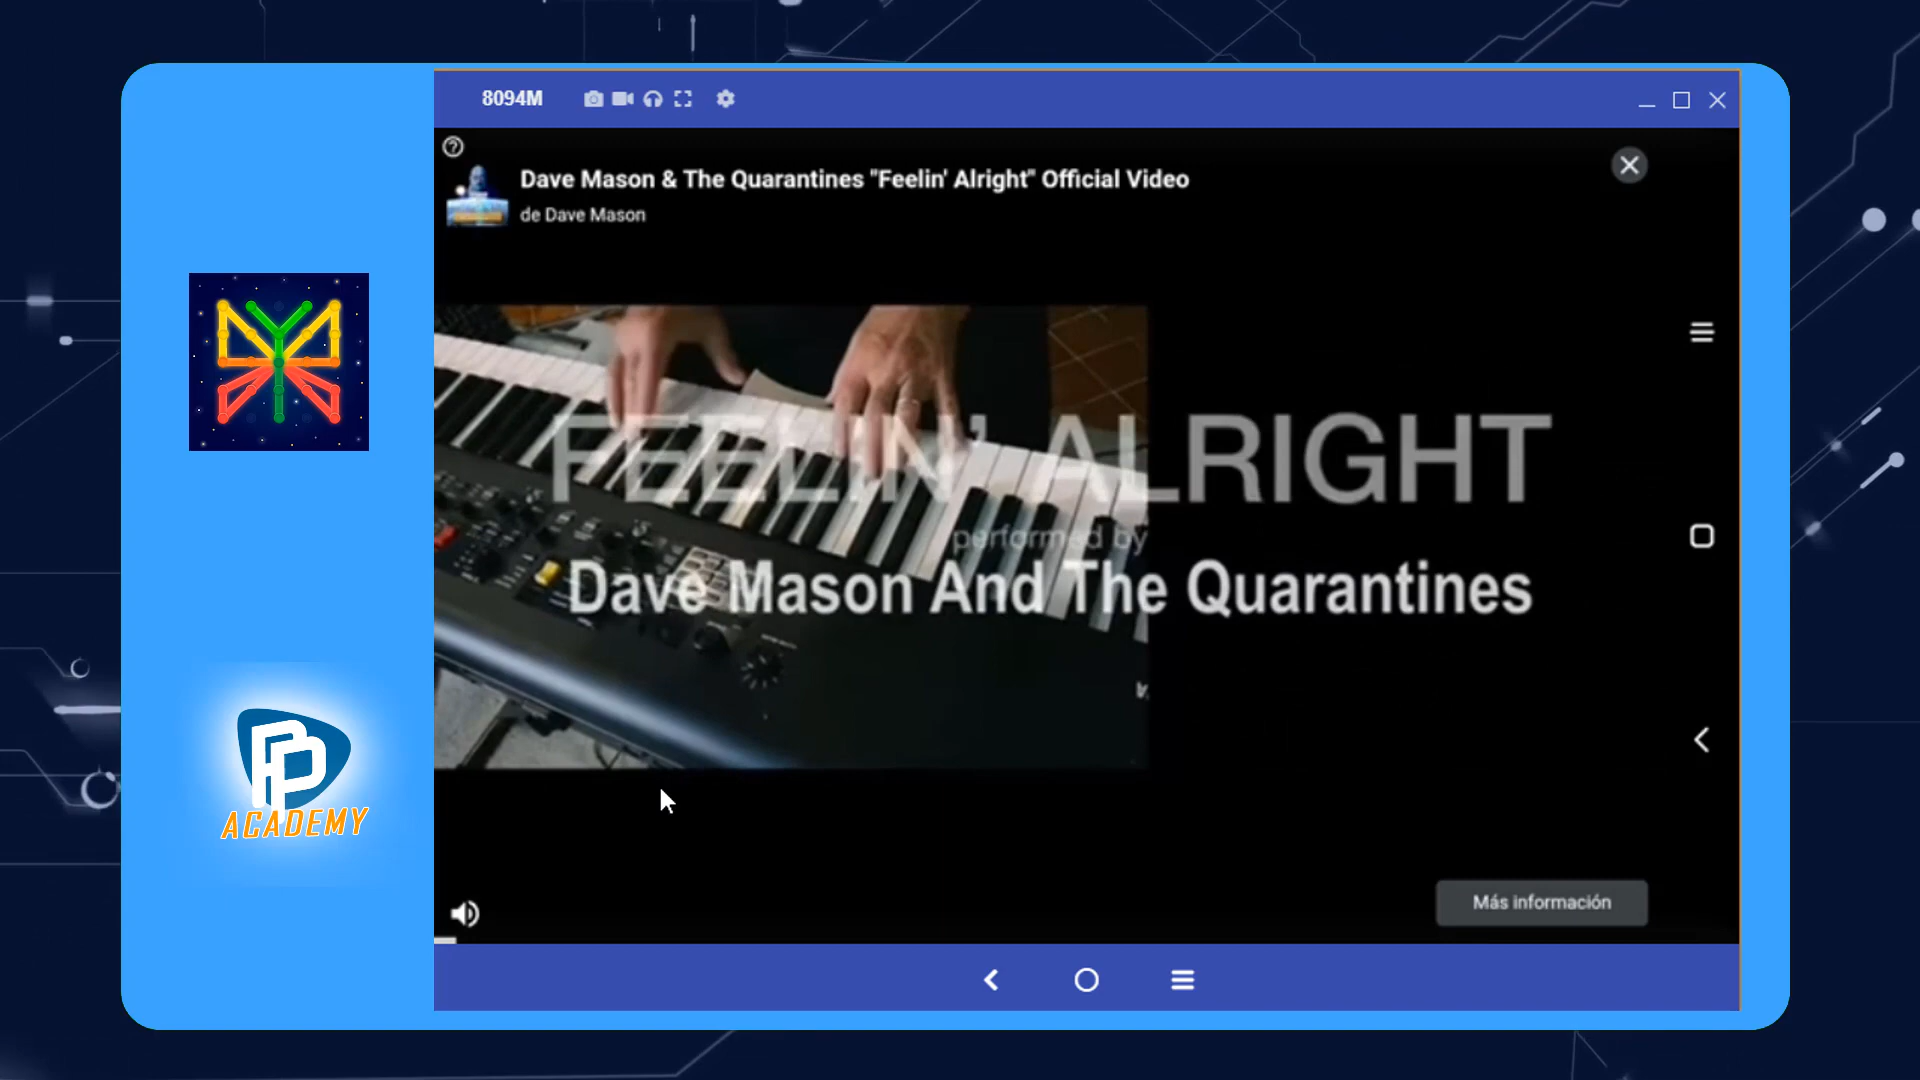 8094M
Dave Mason & The Quarantines "Feelin' Alright" Official Video
de Dave Mason
FEELIN' ALRIGHT
performed by
Dave Mason And The Quarantines
PP
ACADEMY
Más información